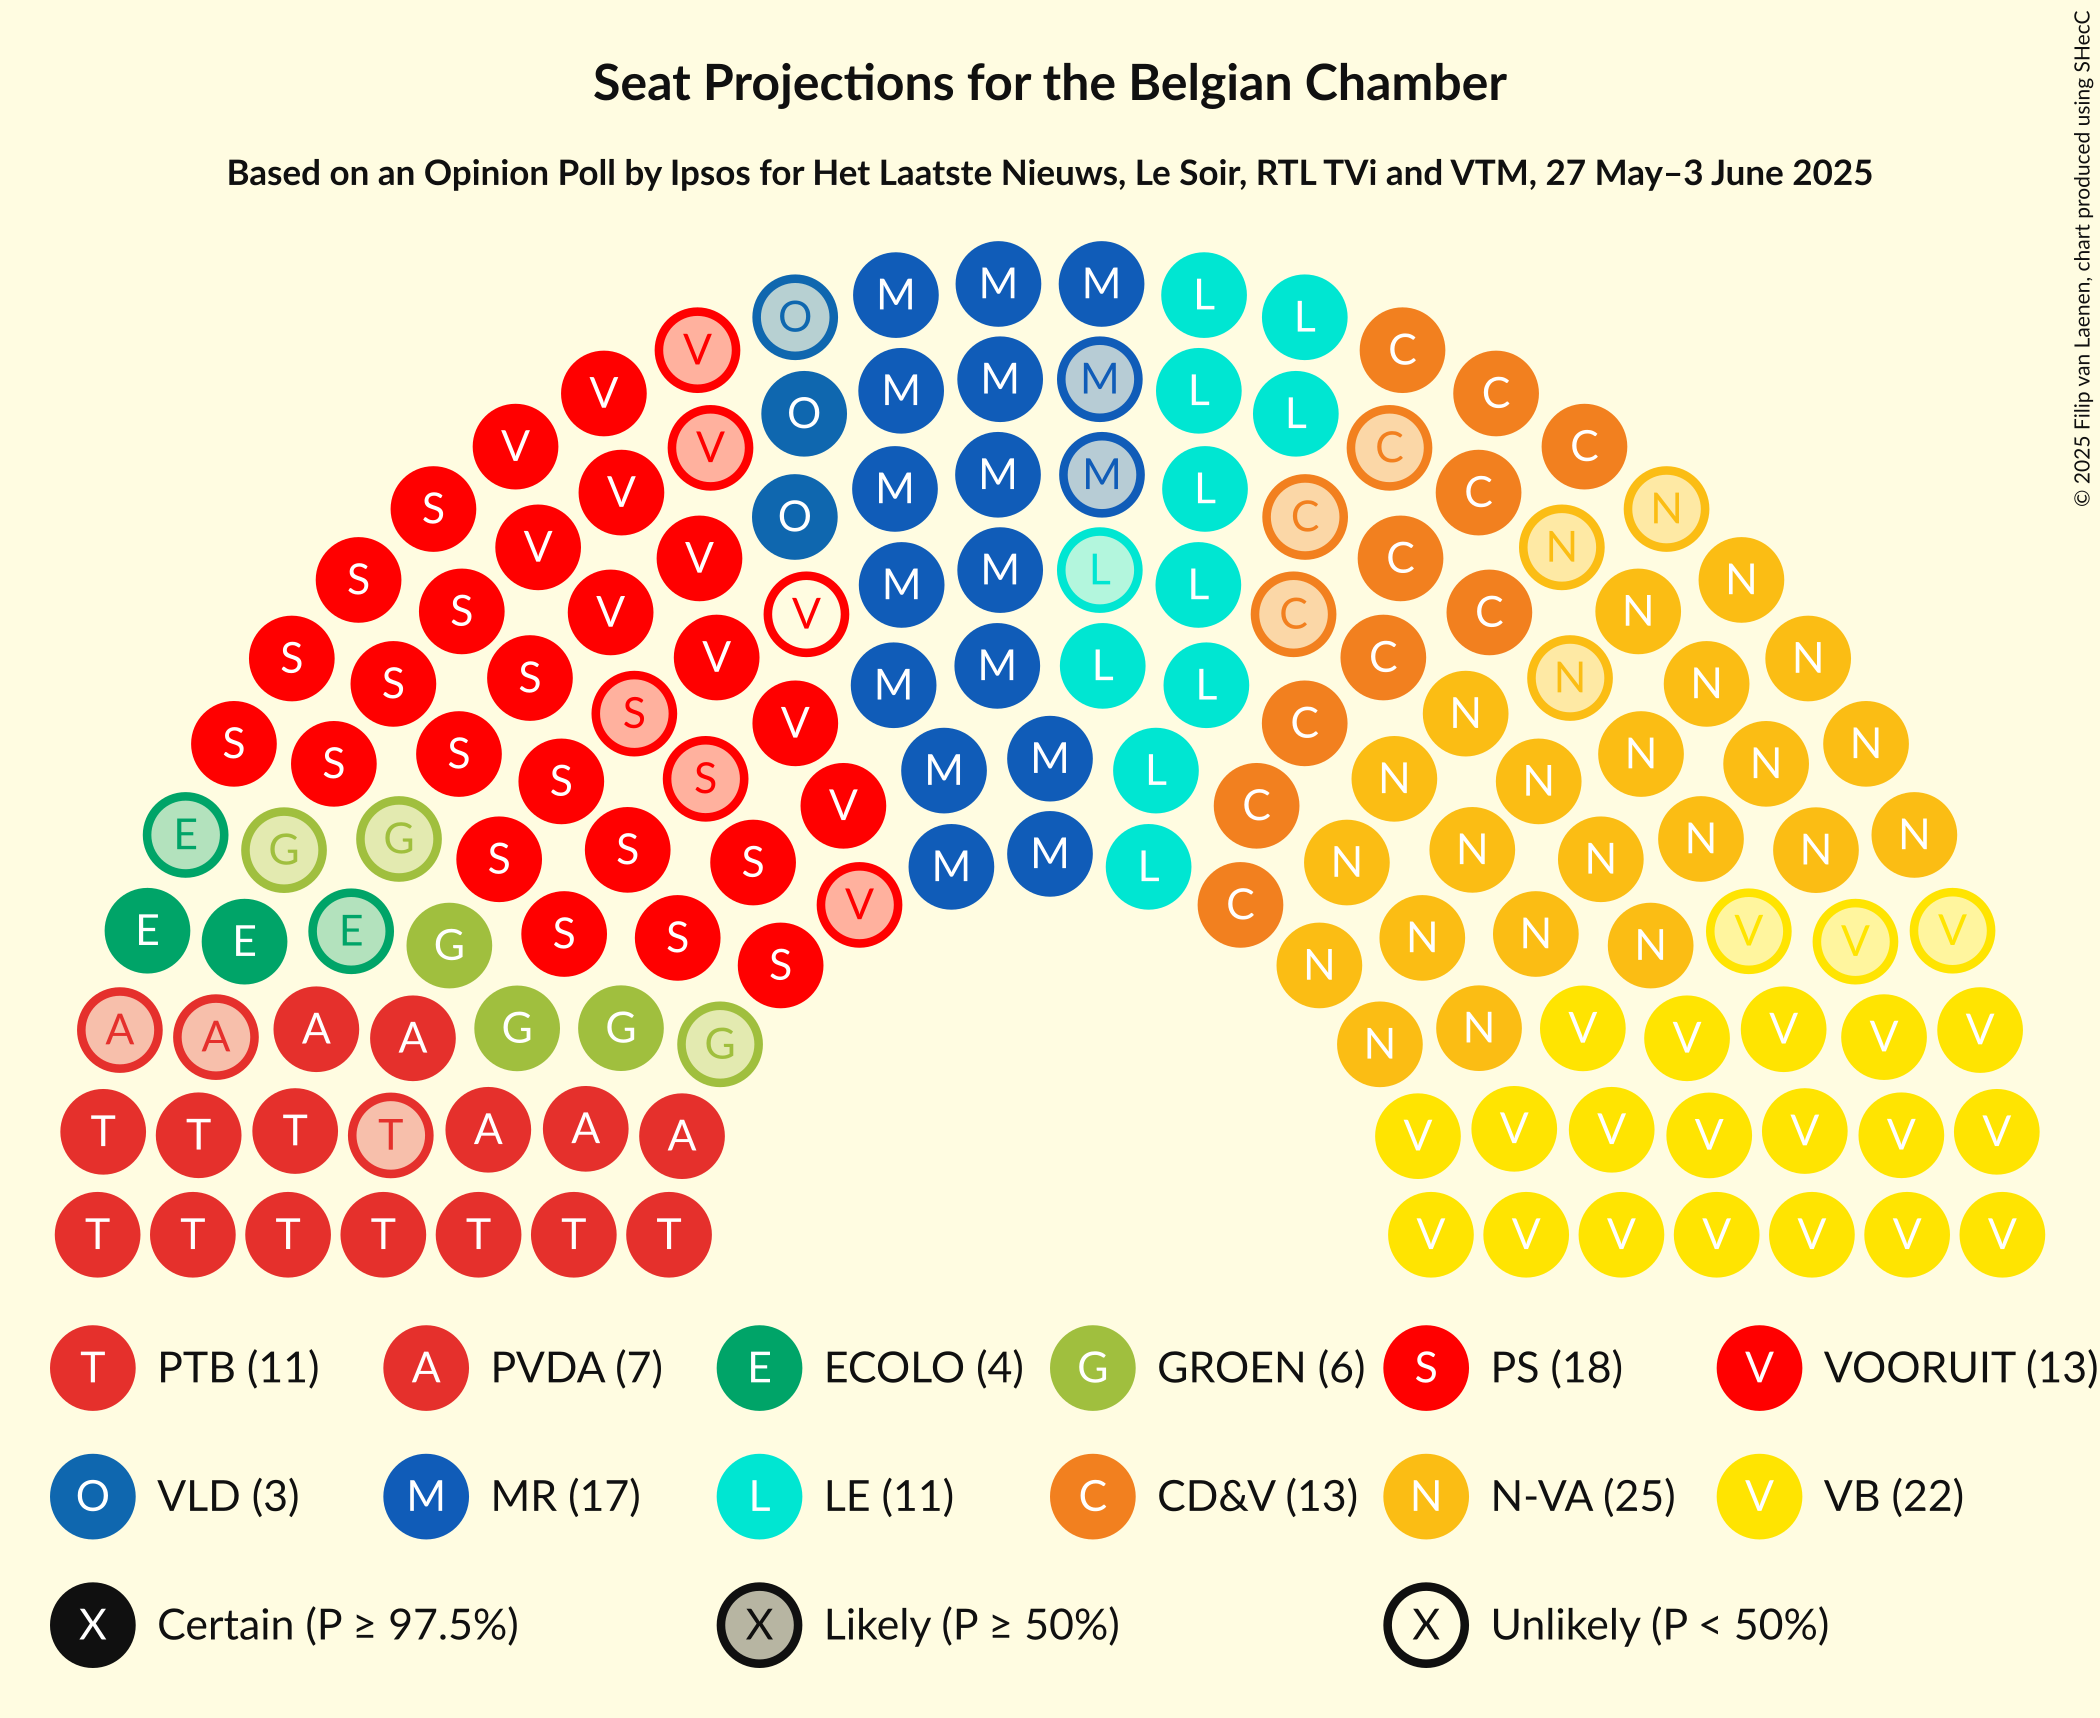 Seat Projections for the Belgian Chamber
Based on an Opinion Poll by Ipsos for Het Laatste Nieuws, Le Soir, RTL TVi and VTM, 27 May–3 June 2025
© 2025 Filip van Laenen, chart produced using SHecC
M M
O M M L L
V M M M L C
V O M L C
V V M M M L C C C
S V O M L C N
V V M M L C C N
S S V V M L C C N N
S S S V M M L L C N N N
S S S V C N N N
S S S S V M M M L C N N N N N
E G G S S S V M M M L C N N N N N N
E E E G S S S V C N N N N V V V
A A A A G G G N N V V V V V
T T T T A A A V V V V V V V
T T T T T T T V V V V V V V
T PTB (11) A PVDA (7) E ECOLO (4) G GROEN (6) S PS (18) V VOORUIT (13)
O VLD (3) M MR (17) L LE (11) C CD&V (13) N N-VA (25) V VB (22)
X Certain (P ≥ 97.5%) X Likely (P ≥ 50%) X Unlikely (P < 50%)